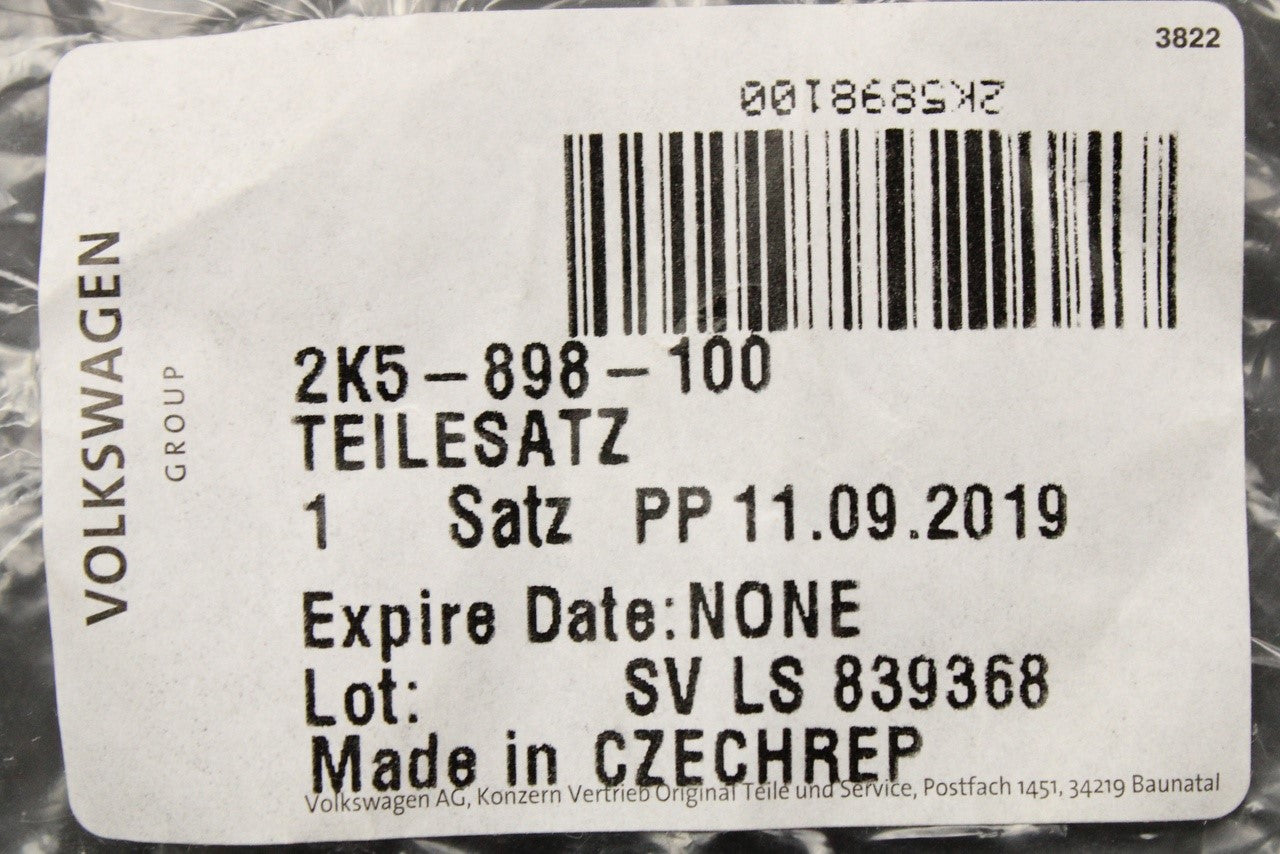 3822
2K5898100
2K5-898-100
TEILESATZ
1 Satz PP 11.09.2019
Expire Date:NONE
Lot: SV LS 839368
Made in CZECHREP
Volkswagen AG, Konzern Vertrieb Original Teile und Service, Postfach 1451, 34219 Baunatal
VOLKSWAGEN
GROUP